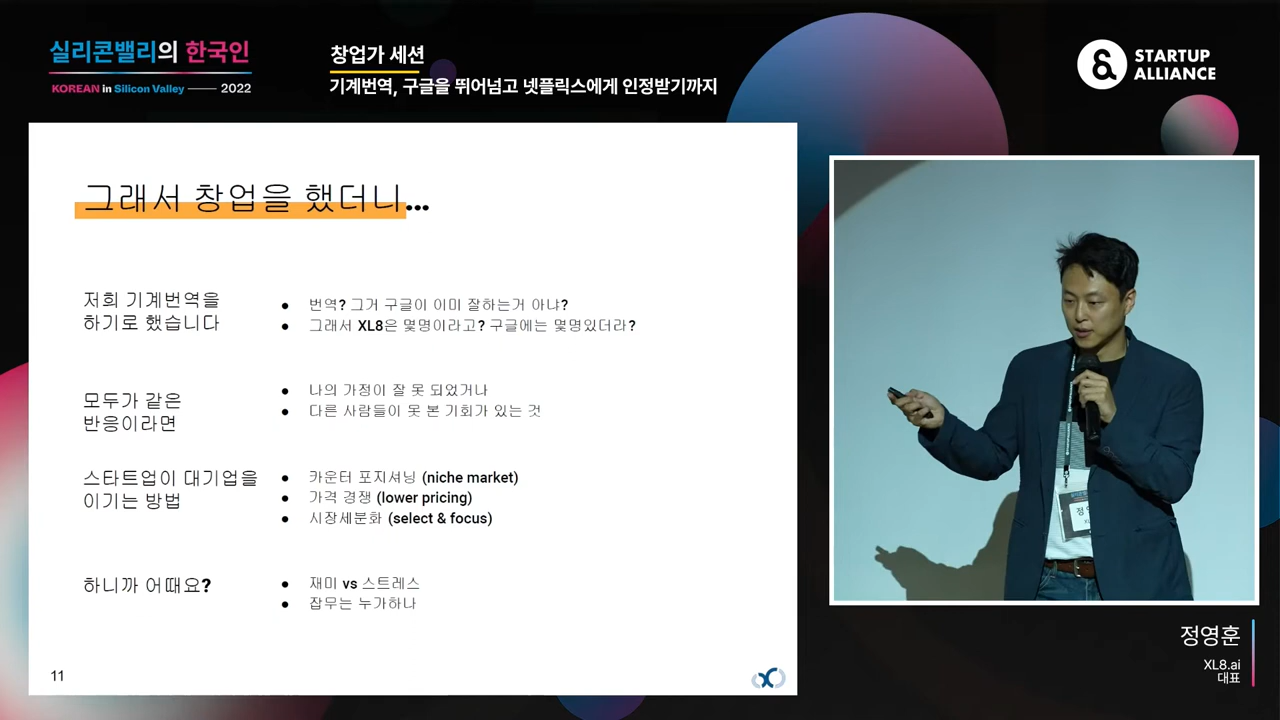 실리콘밸리의 한국인
KOREAN in Silicon Valley 2022
창업가 세션
기계번역, 구글을 뛰어넘고 넷플릭스에게 인정받기까지
STARTUP
ALLIANCE
그래서 창업을 했더니...
저희 기계번역을
하기로 했습니다
● 번역? 그거 구글이 이미 잘하는거 아냐?
● 그래서 XL8은 몇명이라고? 구글에는 몇명있더라?
모두가 같은
반응이라면
● 나의 가정이 잘 못 되었거나
● 다른 사람들이 못 본 기회가 있는 것
스타트업이 대기업을
이기는 방법
● 카운터 포지셔닝 (niche market)
● 가격 경쟁 (lower pricing)
● 시장세분화 (select & focus)
하니까 어때요?
● 재미 vs 스트레스
● 잡무는 누가하나
11
정영훈
XL8.ai
대표